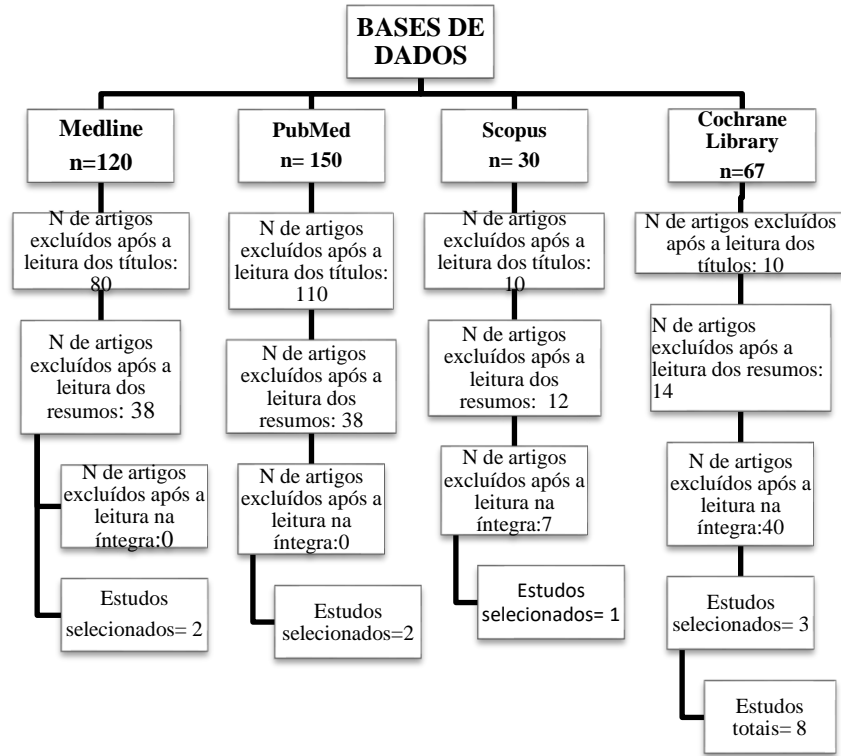 BASES DE
DADOS
Medline
n=120
N de artigos
excluídos após a
leitura dos títulos:
80
N de artigos
excluídos após a
leitura dos
resumos: 38
N de artigos
excluídos após a
leitura na
íntegra:0
Estudos
selecionados= 2
PubMed
n= 150
N de artigos
excluídos após a
leitura dos títulos:
110
N de artigos
excluídos após a
leitura dos
resumos: 38
N de artigos
excluídos após a
leitura na
íntegra:0
Estudos
selecionados=2
Scopus
n= 30
N de artigos
excluídos após a
leitura dos títulos:
10
N de artigos
excluídos após a
leitura dos
resumos: 12
N de artigos
excluídos após a
leitura na
íntegra:7
Estudos
selecionados= 1
Cochrane
Library
n=67
N de artigos excluídos
após a leitura dos
títulos: 10
N de artigos
excluídos após a
leitura dos resumos:
14
N de artigos
excluídos após a
leitura na
íntegra:40
Estudos
selecionados= 3
Estudos
totais= 8